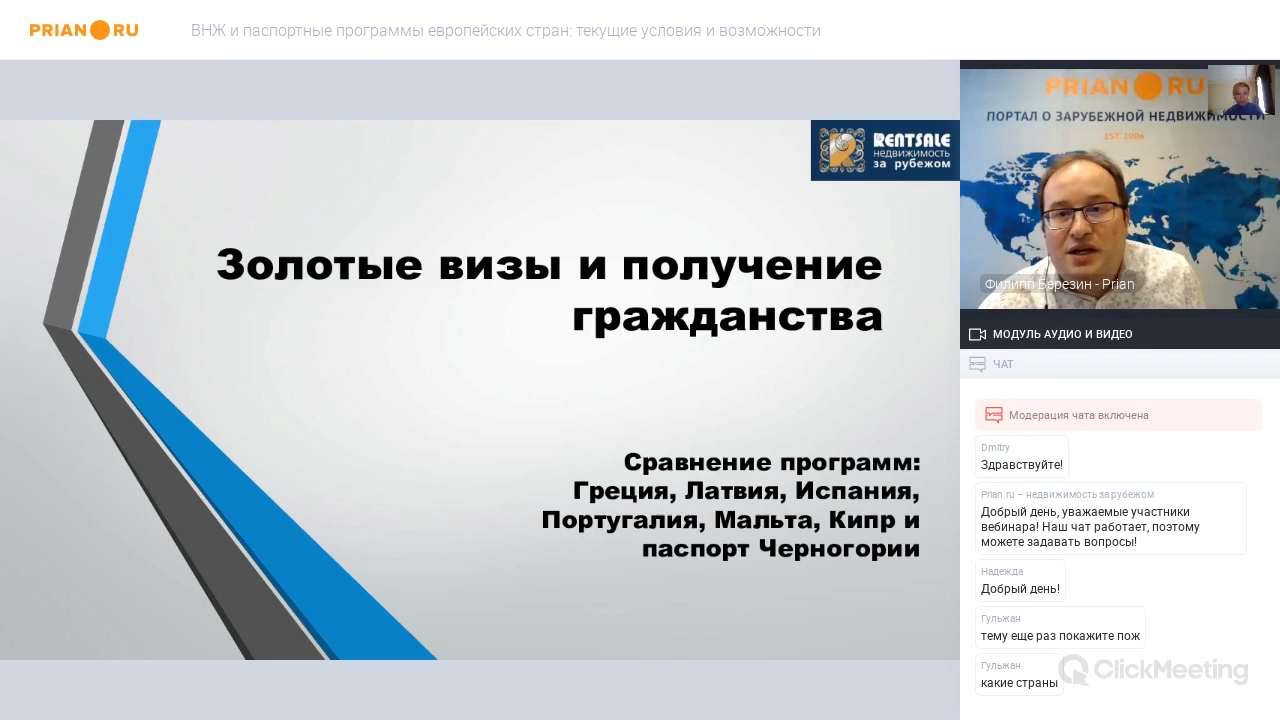 PRIAN RU
ВНЖ и паспортные программы европейских стран: текущие условия и возможности
RENTSALE
недвижимость
за рубежом
Золотые визы и получение
гражданства
Сравнение программ:
Греция, Латвия, Испания,
Португалия, Мальта, Кипр и
паспорт Черногории
PRIAN RU
ПОРТАЛ О ЗАРУБЕЖНОЙ НЕДВИЖИМОСТИ
EST. 2006
Филипп Березин - Prian
МОДУЛЬ АУДИО И ВИДЕО
ЧАТ
Модерация чата включена
Dmitry
Здравствуйте!
Prian.ru – недвижимость за рубежом
Добрый день, уважаемые участники
вебинара! Наш чат работает, поэтому
можете задавать вопросы!
Надежда
Добрый день!
Гульжан
тему еще раз покажите пож
Гульжан
какие страны
ClickMeeting